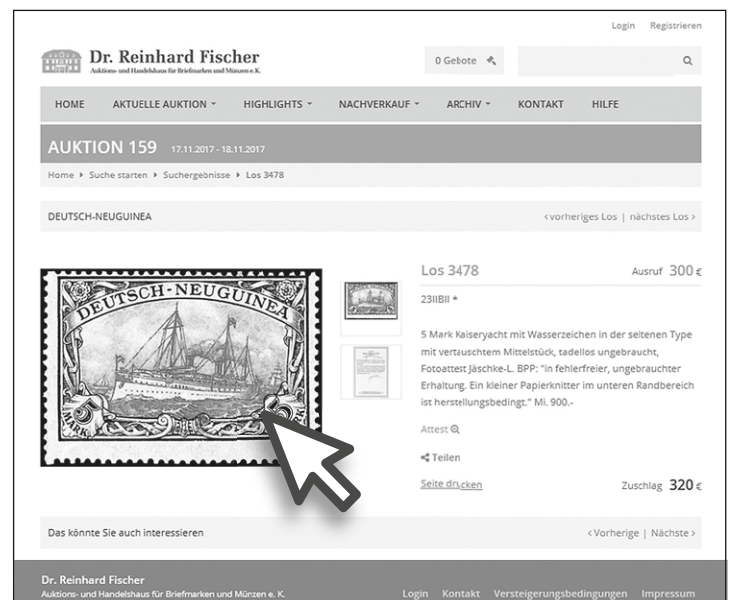 Login Registrieren
Dr. Reinhard Fischer
Auktions- und Handelshaus für Briefmarken und Münzen e. K.
0 Gebote
HOME AKTUELLE AUKTION HIGHLIGHTS NACHVERKAUF ARCHIV KONTAKT HILFE
AUKTION 159 17.11.2017 - 18.11.2017
Home Suche starten Suchergebnisse Los 3478
DEUTSCH-NEUGUINEA <vorheriges Los | nächstes Los>
DEUTSCH-NEUGUINEA
5
MARK
Los 3478 Ausruf 300 €
23IIBII *
5 Mark Kaiseryacht mit Wasserzeichen in der seltenen Type
mit vertauschtem Mittelstück, tadellos ungebraucht,
Fotoattest Jäschke-L. BPP: "in fehlerfreier, ungebrauchter
Erhaltung. Ein kleiner Papierknitter im unteren Randbereich
ist herstellungsbedingt." Mi. 900.-
Attest
Teilen
Seite drucken Zuschlag 320 €
Das könnte Sie auch interessieren <Vorherige | Nächste>
Dr. Reinhard Fischer
Auktions- und Handelshaus für Briefmarken und Münzen e. K. Login Kontakt Versteigerungsbedingungen Impressum